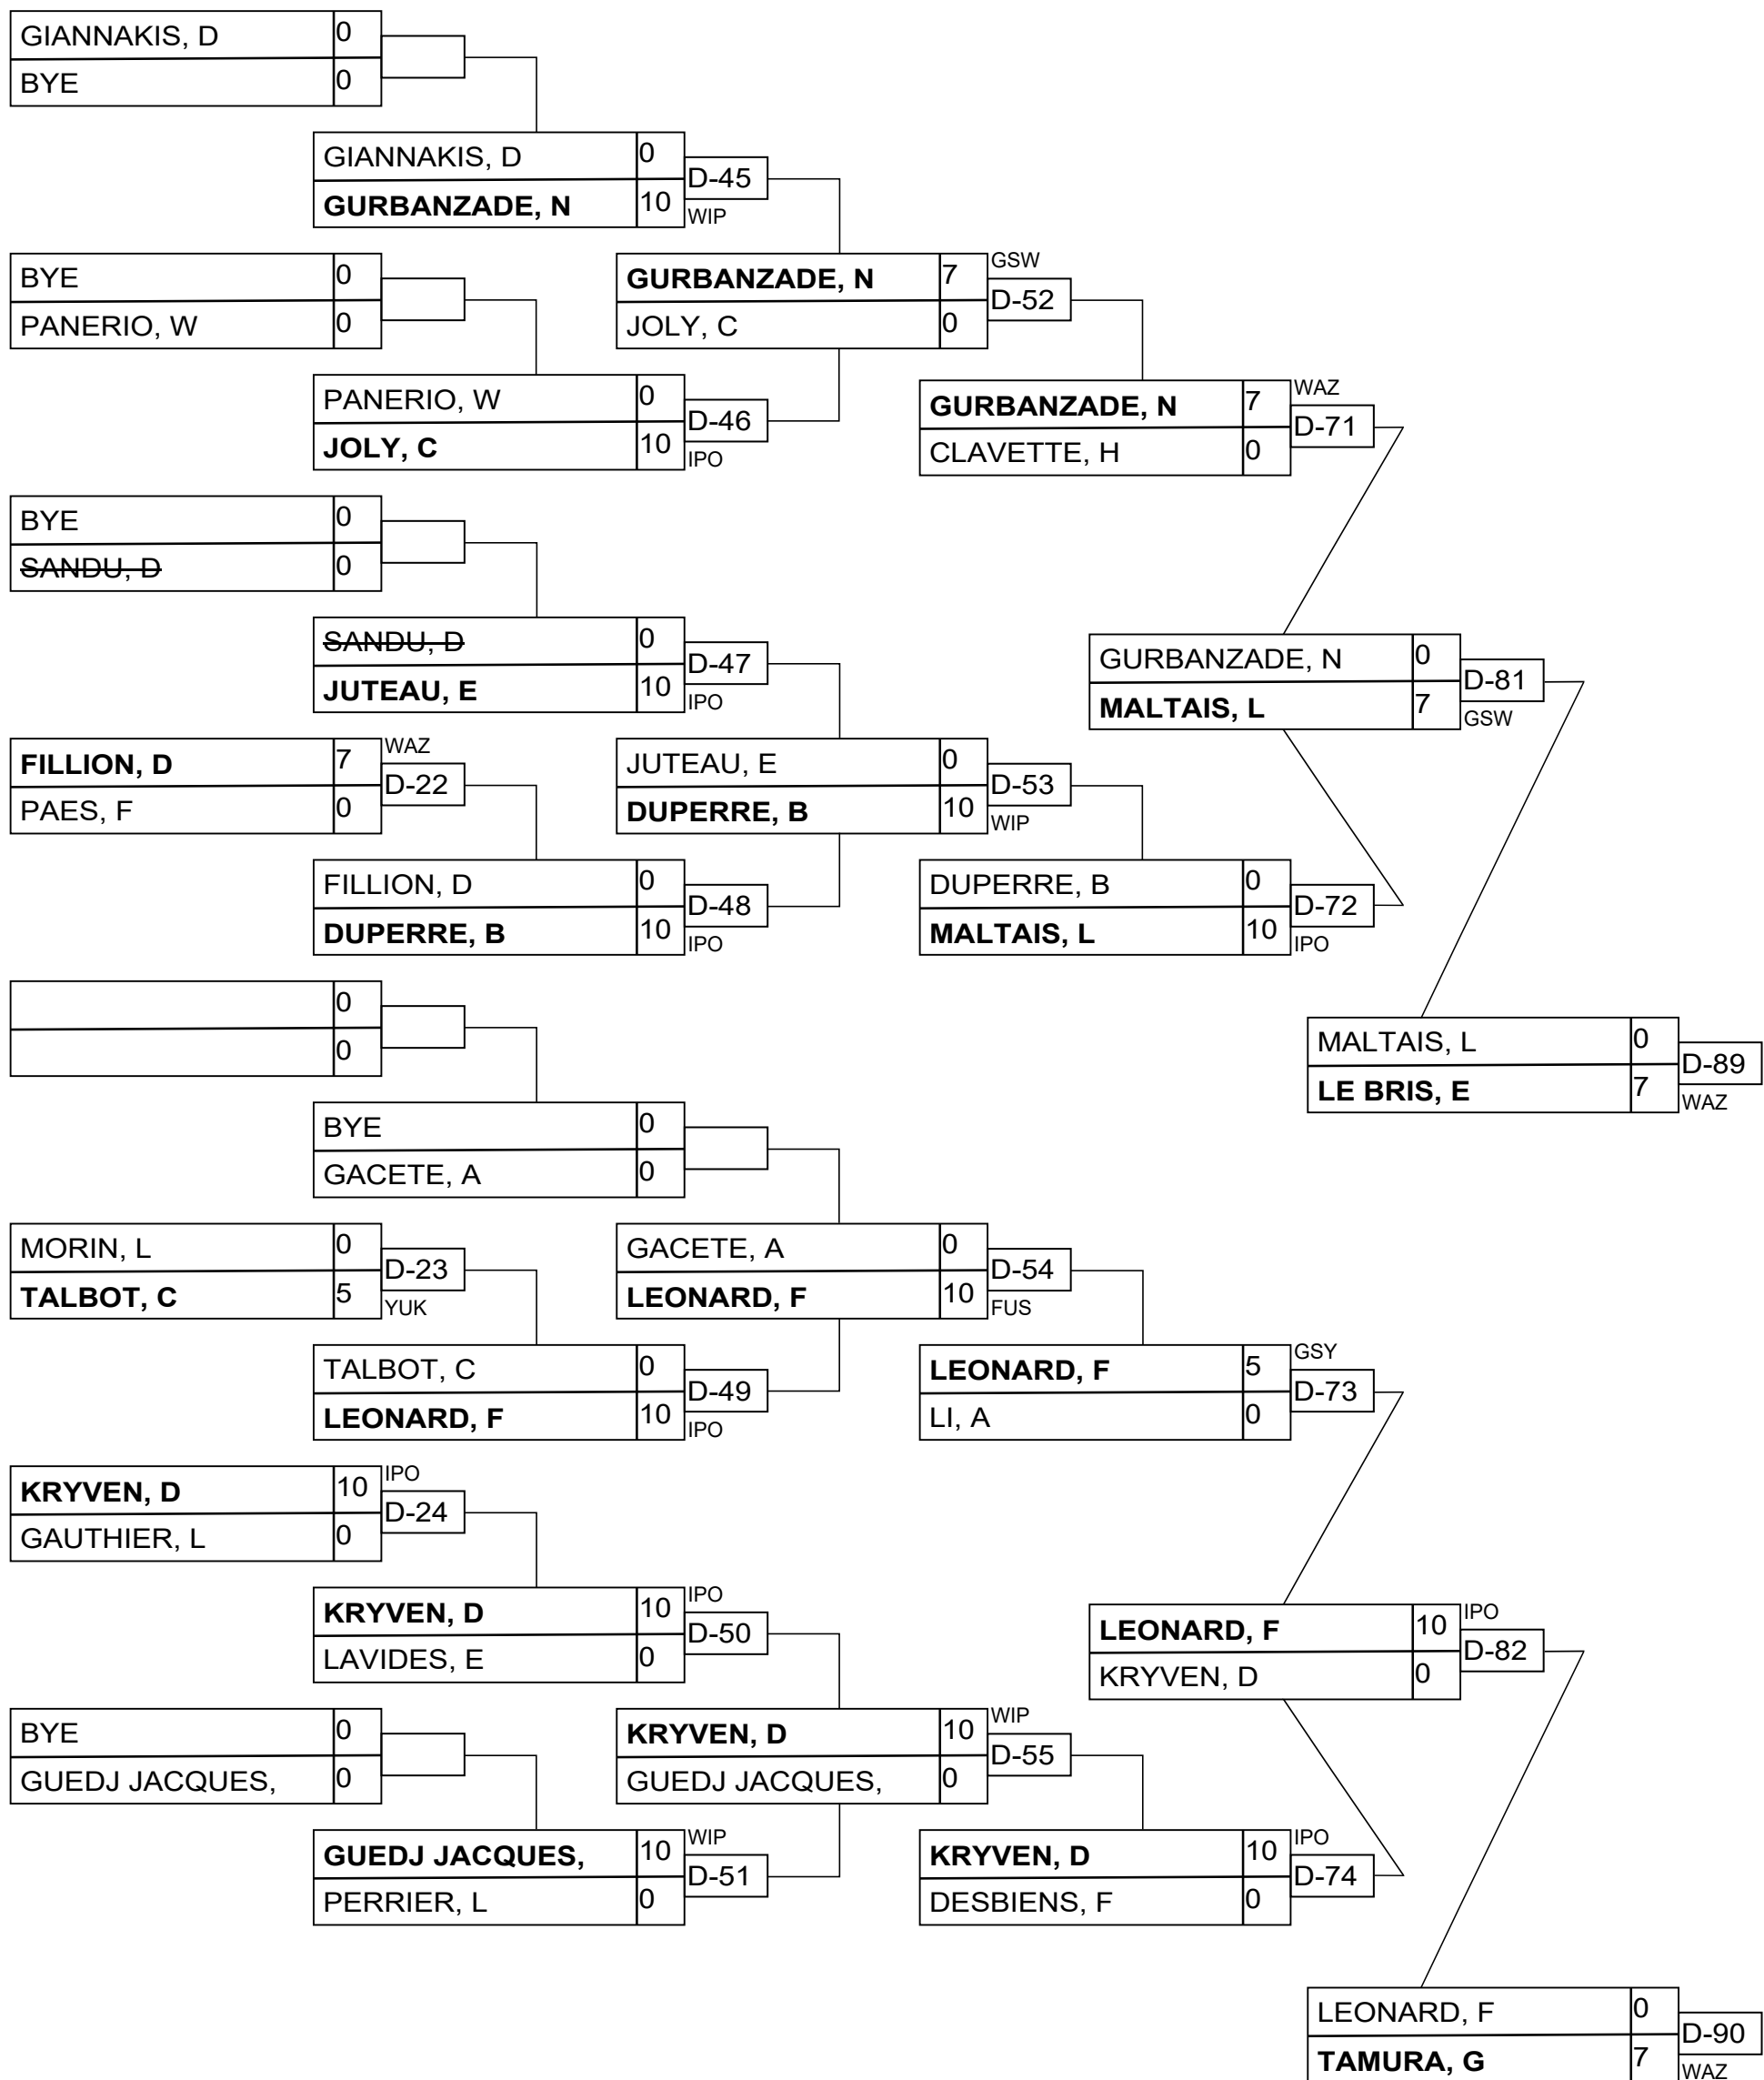 GIANNAKIS, D 0
BYE 0
GIANNAKIS, D 0
D-45
GURBANZADE, N 10
WIP
BYE 0
PANERIO, W 0
GURBANZADE, N 7
GSW
D-52
JOLY, C 0
PANERIO, W 0
D-46
JOLY, C 10
IPO
GURBANZADE, N 7
WAZ
D-71
CLAVETTE, H 0
BYE 0
SANDU, D 0
SANDU, D 0
D-47
JUTEAU, E 10
IPO
GURBANZADE, N 0
D-81
MALTAIS, L 7
GSW
FILLION, D 7
WAZ
D-22
PAES, F 0
JUTEAU, E 0
D-53
DUPERRE, B 10
WIP
FILLION, D 0
D-48
DUPERRE, B 10
IPO
DUPERRE, B 0
D-72
MALTAIS, L 10
IPO
0
0
MALTAIS, L 0
D-89
LE BRIS, E 7
WAZ
BYE 0
GACETE, A 0
MORIN, L 0
D-23
TALBOT, C 5
YUK
GACETE, A 0
D-54
LEONARD, F 10
FUS
TALBOT, C 0
D-49
LEONARD, F 10
IPO
LEONARD, F 5
GSY
D-73
LI, A 0
KRYVEN, D 10
IPO
D-24
GAUTHIER, L 0
KRYVEN, D 10
IPO
D-50
LAVIDES, E 0
LEONARD, F 10
IPO
D-82
KRYVEN, D 0
BYE 0
GUEDJ JACQUES, 0
KRYVEN, D 10
WIP
D-55
GUEDJ JACQUES, 0
GUEDJ JACQUES, 10
WIP
D-51
PERRIER, L 0
KRYVEN, D 10
IPO
D-74
DESBIENS, F 0
LEONARD, F 0
D-90
TAMURA, G 7
WAZ